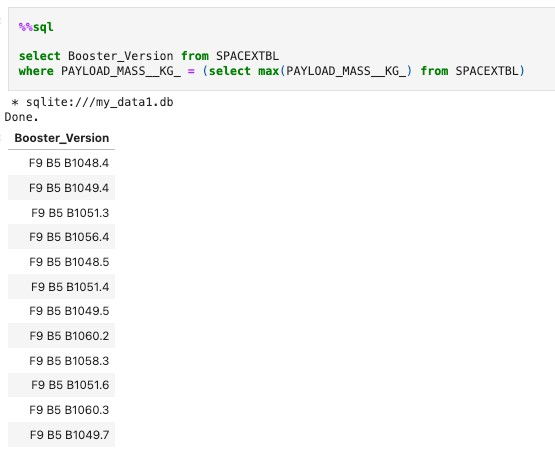 %%sql
select Booster_Version from SPACEXTBL
where PAYLOAD_MASS__KG_ = (select max(PAYLOAD_MASS__KG_) from SPACEXTBL)
* sqlite:///my_data1.db
Done.
Booster_Version
F9 B5 B1048.4
F9 B5 B1049.4
F9 B5 B1051.3
F9 B5 B1056.4
F9 B5 B1048.5
F9 B5 B1051.4
F9 B5 B1049.5
F9 B5 B1060.2
F9 B5 B1058.3
F9 B5 B1051.6
F9 B5 B1060.3
F9 B5 B1049.7